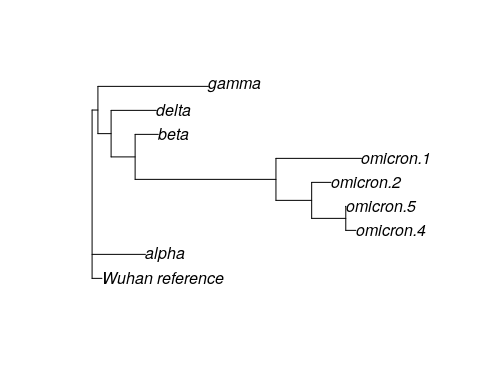 gamma
delta
beta
omicron.1
omicron.2
omicron.5
omicron.4
alpha
Wuhan reference